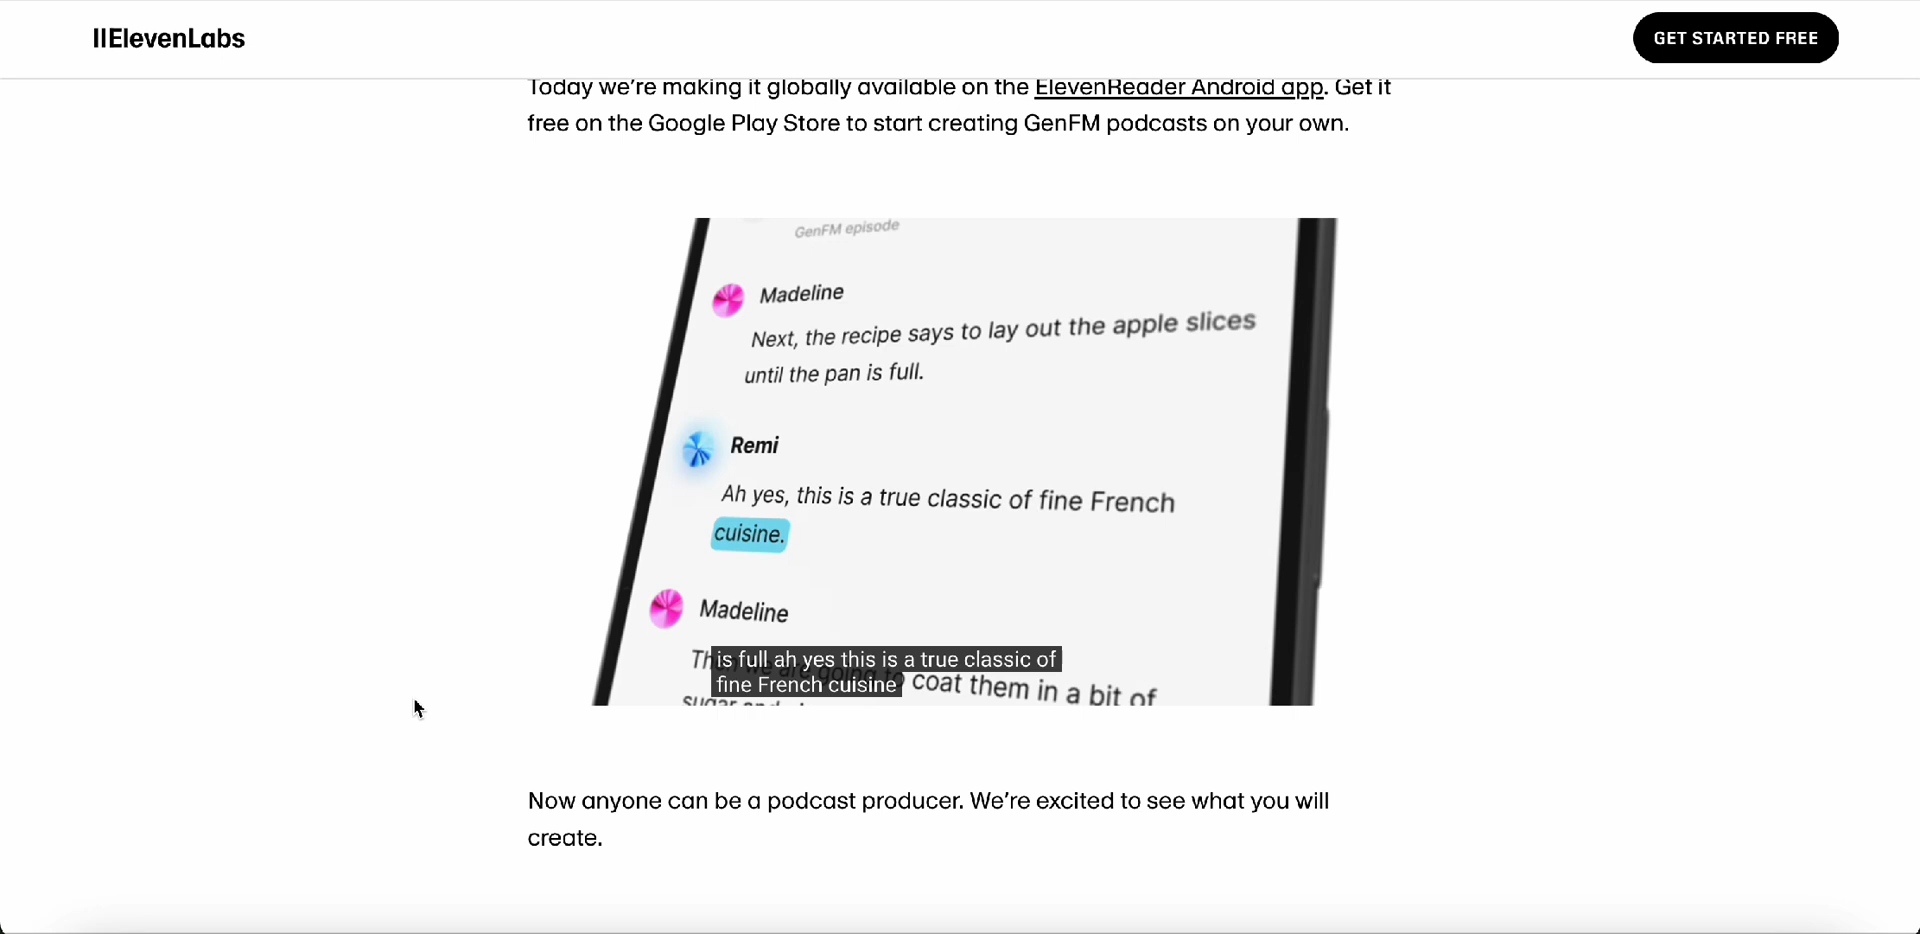 IIElevenLabs
GET STARTED FREE
Today we’re making it globally available on the ElevenReader Android app. Get it
free on the Google Play Store to start creating GenFM podcasts on your own.
GenFM episode
Madeline
Next, the recipe says to lay out the apple slices
until the pan is full.
Remi
Ah yes, this is a true classic of fine French
cuisine.
Madeline
coat them in a bit of
is full ah yes this is a true classic of
fine French cuisine
Now anyone can be a podcast producer. We’re excited to see what you will
create.